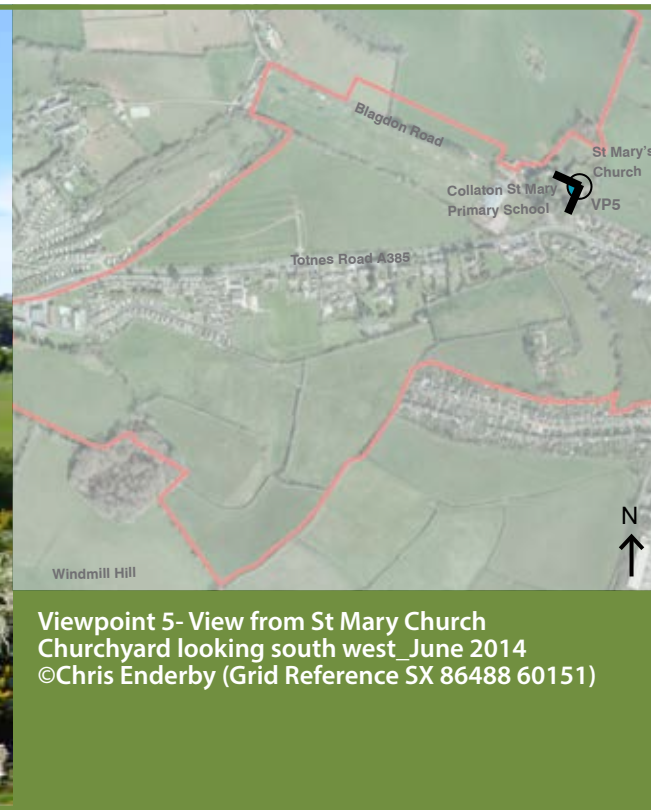 Blagdon Road
St Mary's
Church
Collaton St Mary
Primary School
VP5
Totnes Road A385
N
Windmill Hill
Viewpoint 5- View from St Mary Church
Churchyard looking south west_June 2014
©Chris Enderby (Grid Reference SX 86488 60151)